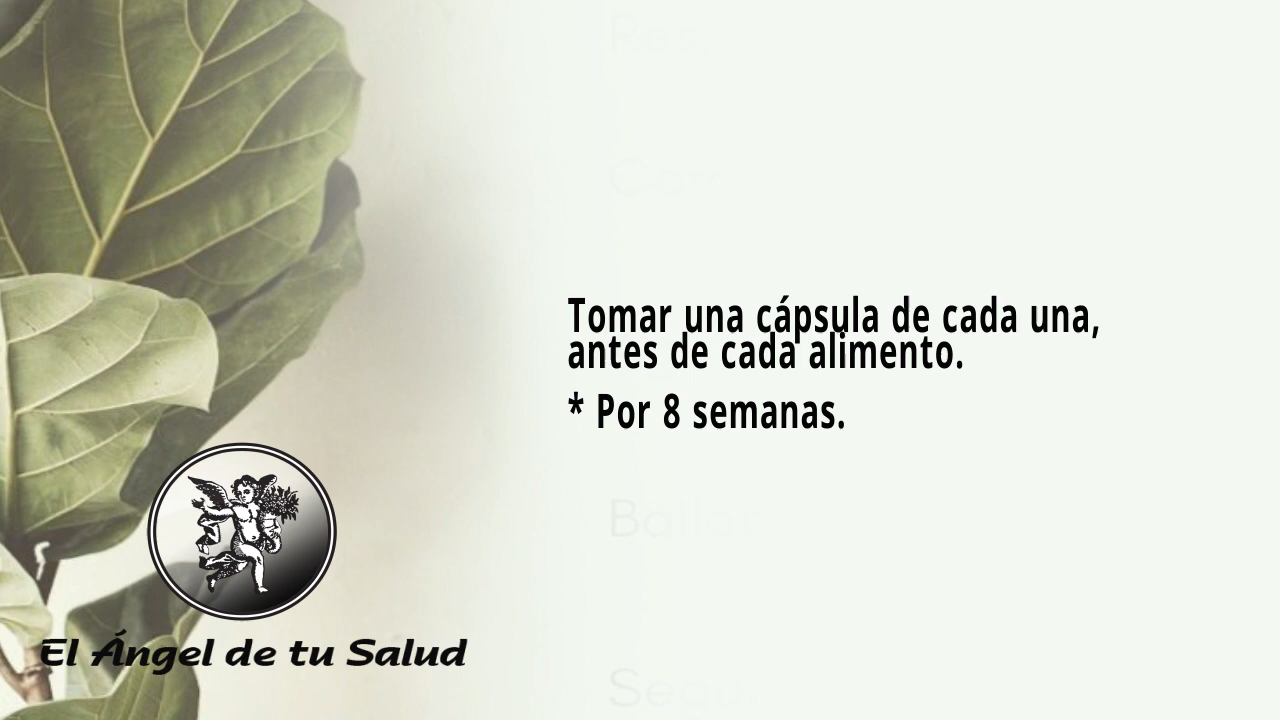 Tomar una cápsula de cada una,
antes de cada alimento.
* Por 8 semanas.
El Ángel de tu Salud